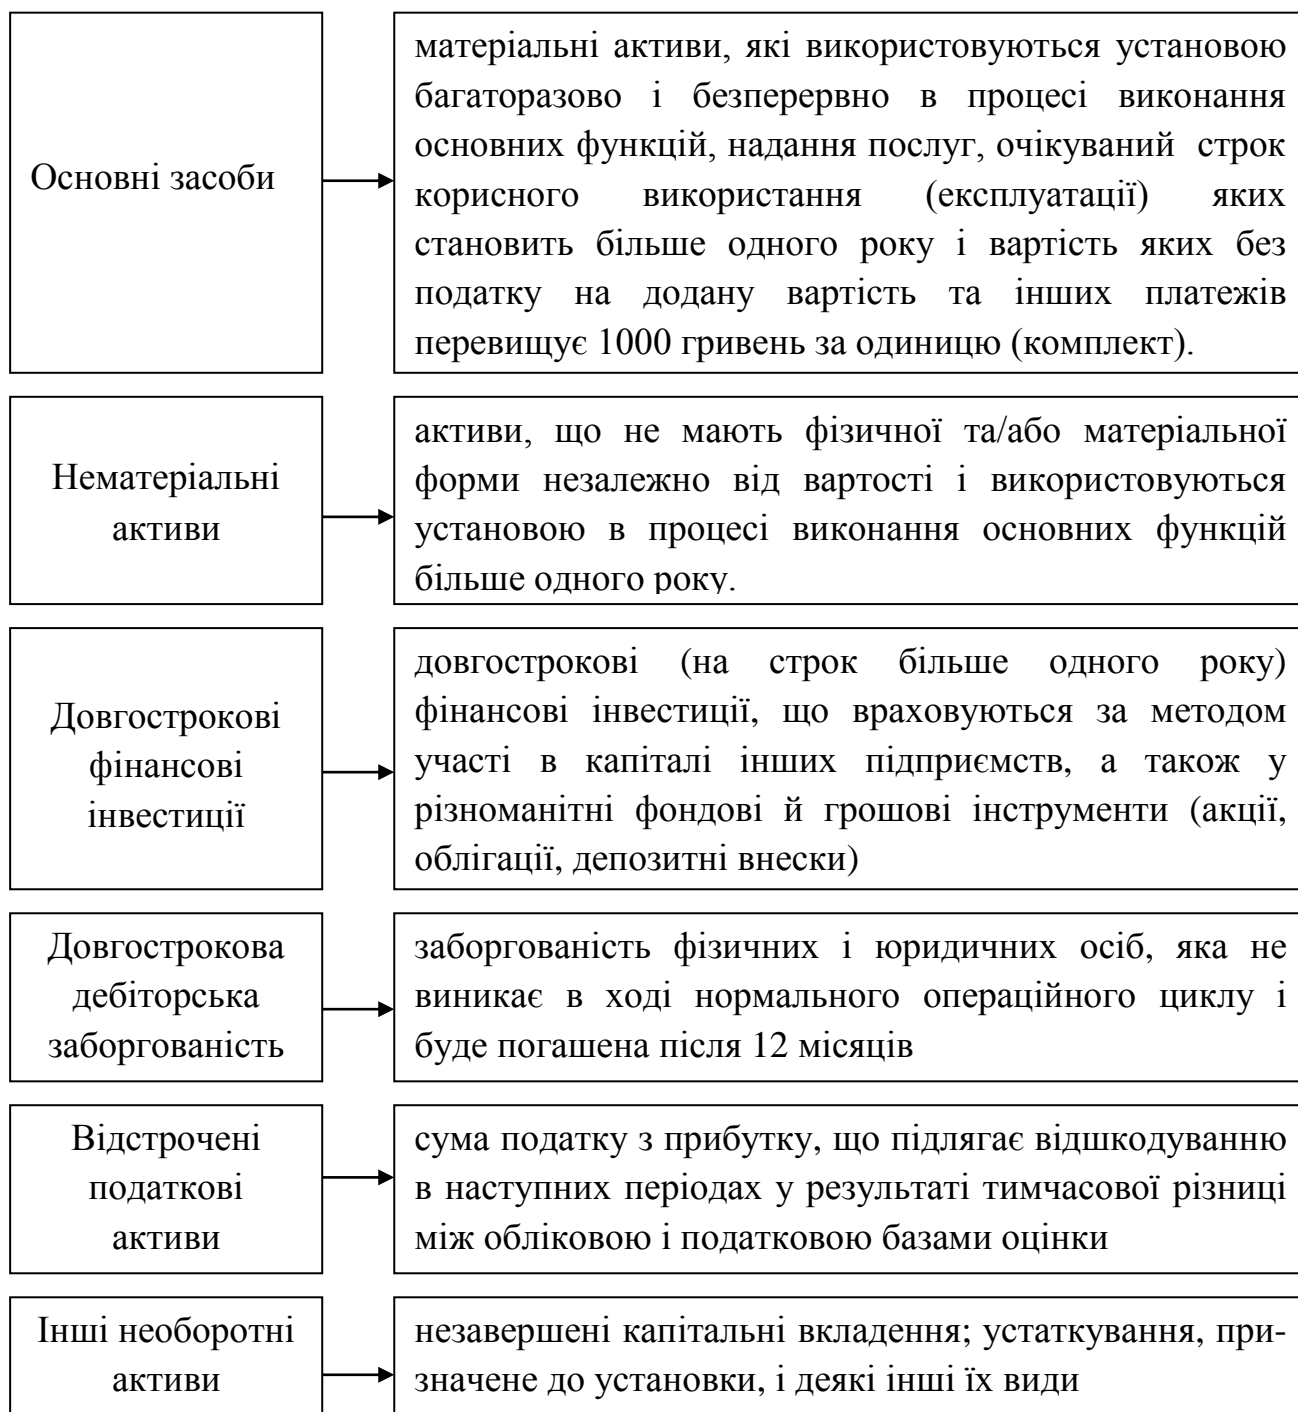 Основні засоби
матеріальні активи, які використовуються установою
багаторазово і безперервно в процесі виконання
основних функцій, надання послуг, очікуваний строк
корисного використання (експлуатації) яких
становить більше одного року і вартість яких без
податку на додану вартість та інших платежів
перевищує 1000 гривень за одиницю (комплект).
Нематеріальні
активи
активи, що не мають фізичної та/або матеріальної
форми незалежно від вартості і використовуються
установою в процесі виконання основних функцій
більше одного року.
Довгострокові
фінансові
інвестиції
довгострокові (на строк більше одного року)
фінансові інвестиції, що враховуються за методом
участі в капіталі інших підприємств, а також у
різноманітні фондові й грошові інструменти (акції,
облігації, депозитні внески)
Довгострокова
дебіторська
заборгованість
заборгованість фізичних і юридичних осіб, яка не
виникає в ході нормального операційного циклу і
буде погашена після 12 місяців
Відстрочені
податкові
активи
сума податку з прибутку, що підлягає відшкодуванню
в наступних періодах у результаті тимчасової різниці
між обліковою і податковою базами оцінки
Інші необоротні
активи
незавершені капітальні вкладення; устаткування, при-
значене до установки, і деякі інші їх види